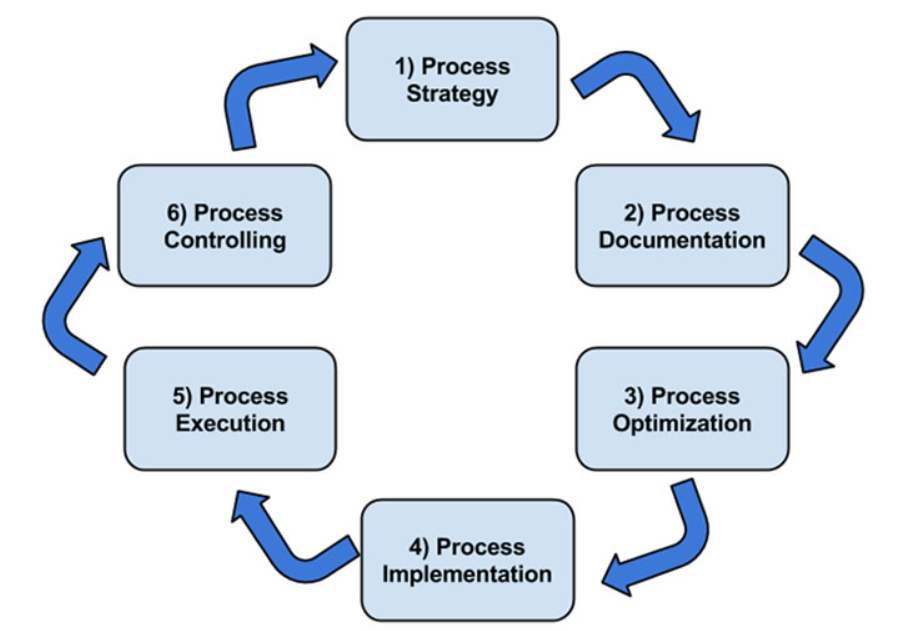 1) Process
Strategy
2) Process
Documentation
3) Process
Optimization
4) Process
Implementation
5) Process
Execution
6) Process
Controlling